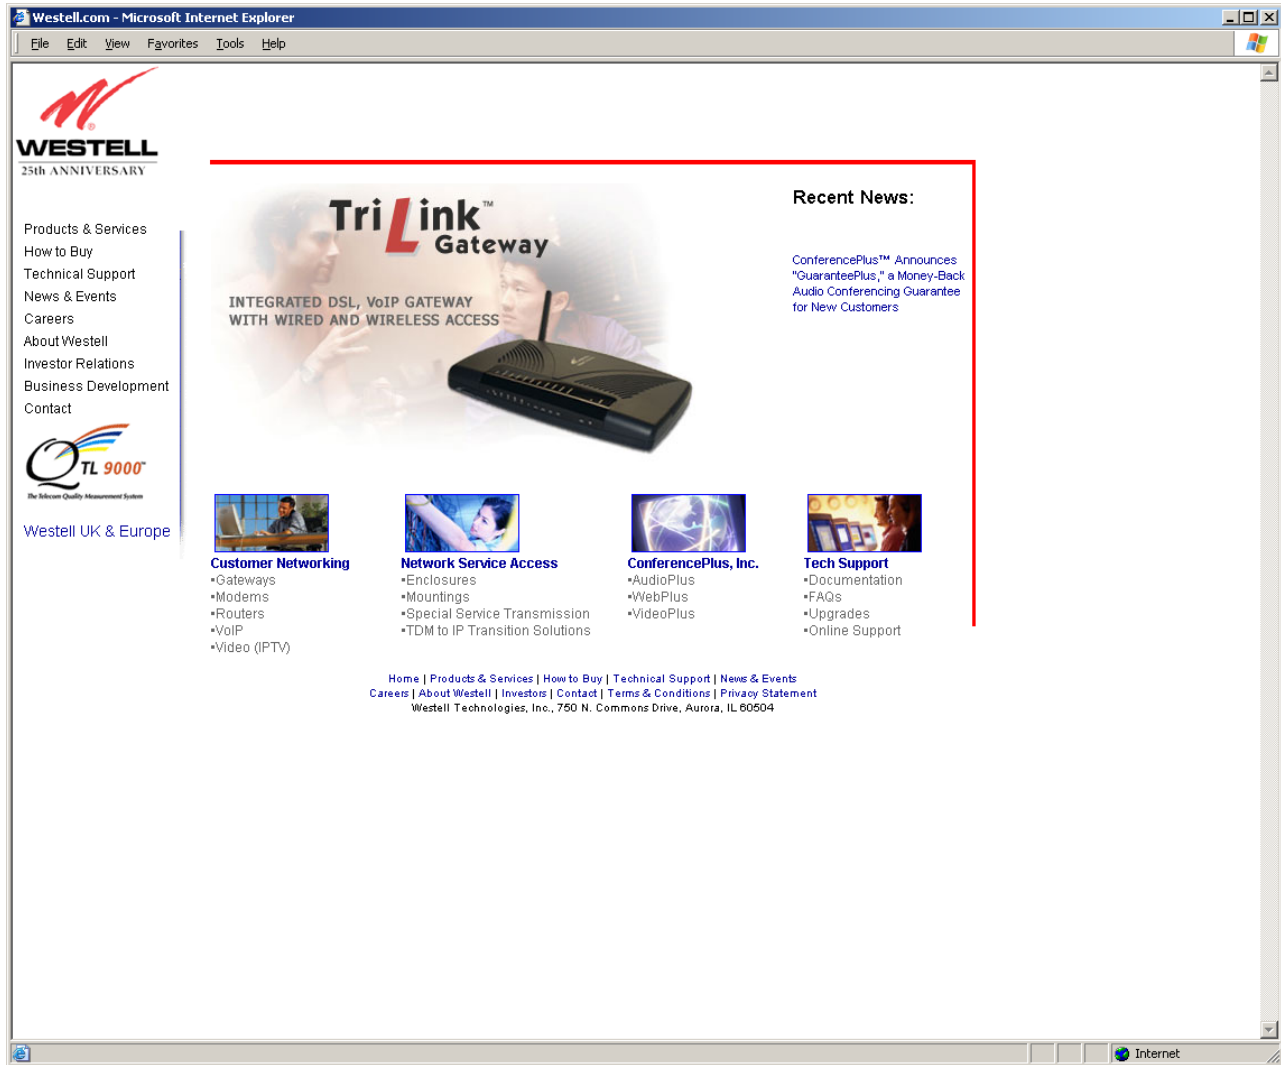 Westell.com - Microsoft Internet Explorer
File Edit View Favorites Tools Help
WESTELL
25th ANNIVERSARY
Products & Services
How to Buy
Technical Support
News & Events
Careers
About Westell
Investor Relations
Business Development
Contact
QTL 9000™
The Telecom Quality Measurement System
Westell UK & Europe
TriLink™
Gateway
INTEGRATED DSL, VoIP GATEWAY
WITH WIRED AND WIRELESS ACCESS
Recent News:
ConferencePlus™ Announces
"GuaranteePlus," a Money-Back
Audio Conferencing Guarantee
for New Customers
Customer Networking
▪Gateways
▪Modems
▪Routers
▪VoIP
▪Video (IPTV)
Network Service Access
▪Enclosures
▪Mountings
▪Special Service Transmission
▪TDM to IP Transition Solutions
ConferencePlus, Inc.
▪AudioPlus
▪WebPlus
▪VideoPlus
Tech Support
▪Documentation
▪FAQs
▪Upgrades
▪Online Support
Home | Products & Services | How to Buy | Technical Support | News & Events
Careers | About Westell | Investors | Contact | Terms & Conditions | Privacy Statement
Westell Technologies, Inc., 750 N. Commons Drive, Aurora, IL 60504
Internet